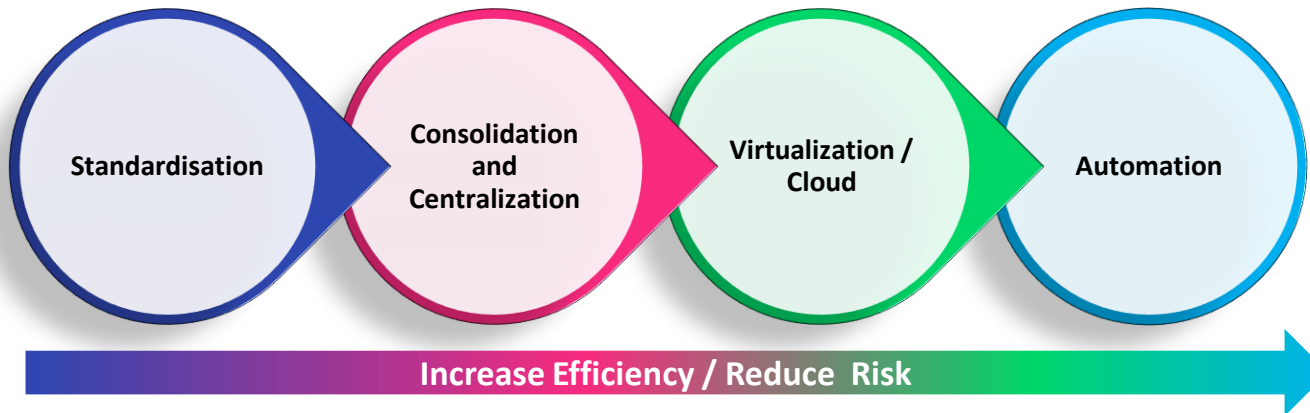 Standardisation
Consolidation
and
Centralization
Virtualization /
Cloud
Automation
Increase Efficiency / Reduce  Risk